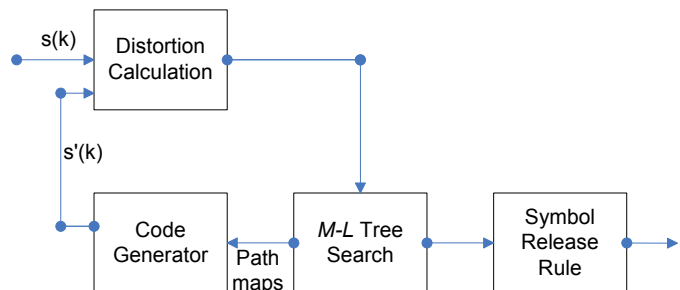 s(k)
Distortion
Calculation
s'(k)
Code
Generator
Path
maps
M-L Tree
Search
Symbol
Release
Rule